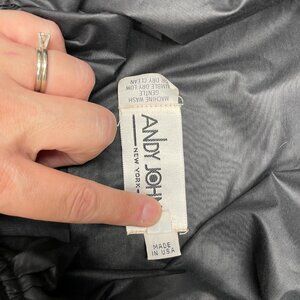 MACHINE WASH
GENTLE
TUMBLE DRY LOW
OR DRY CLEAN
ANDY JOH
NEW YORK
MADE
IN USA